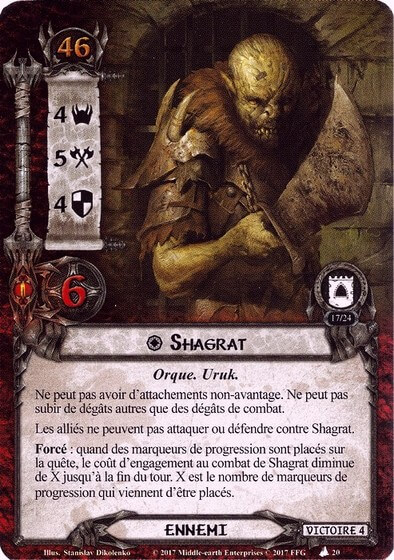 46
4
5
4
6
17/24
Shagrat
Orque. Uruk.
Ne peut pas avoir d'attachements non-avantage. Ne peut pas
subir de dégâts autres que des dégâts de combat.
Les alliés ne peuvent pas attaquer ou défendre contre Shagrat.
Forcé : quand des marqueurs de progression sont placés sur
la quête, le coût d'engagement au combat de Shagrat diminue
de X jusqu'à la fin du tour. X est le nombre de marqueurs de
progression qui viennent d'être placés.
ENNEMI
VICTOIRE 4
Illus. Stanislav Dikolenko © 2017 Middle-earth Enterprises © 2017 FFG 20